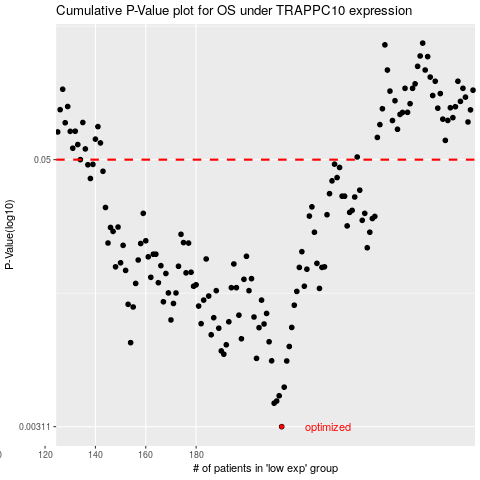 Cumulative P-Value plot for OS under TRAPPC10 expression
P-Value(log10)
0.05
0.00311
optimized
0 120 140 160 180
# of patients in 'low exp' group